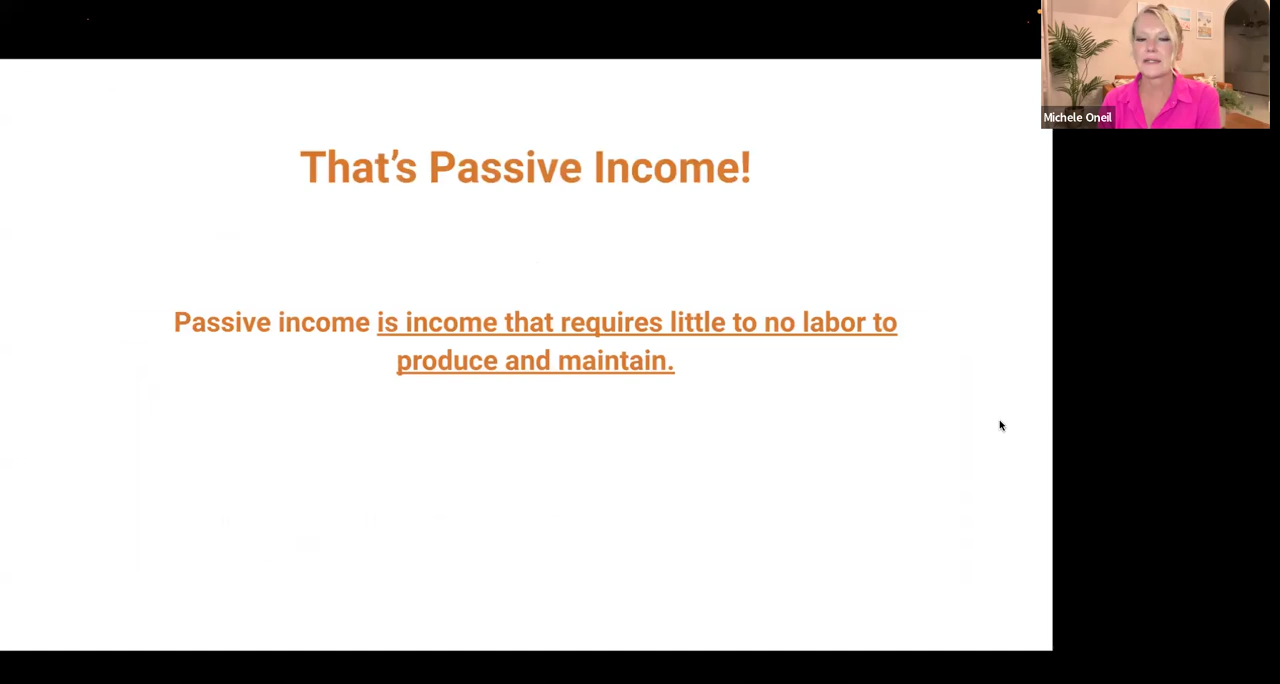 Michele Oneil
That’s Passive Income!
Passive income is income that requires little to no labor to
produce and maintain.